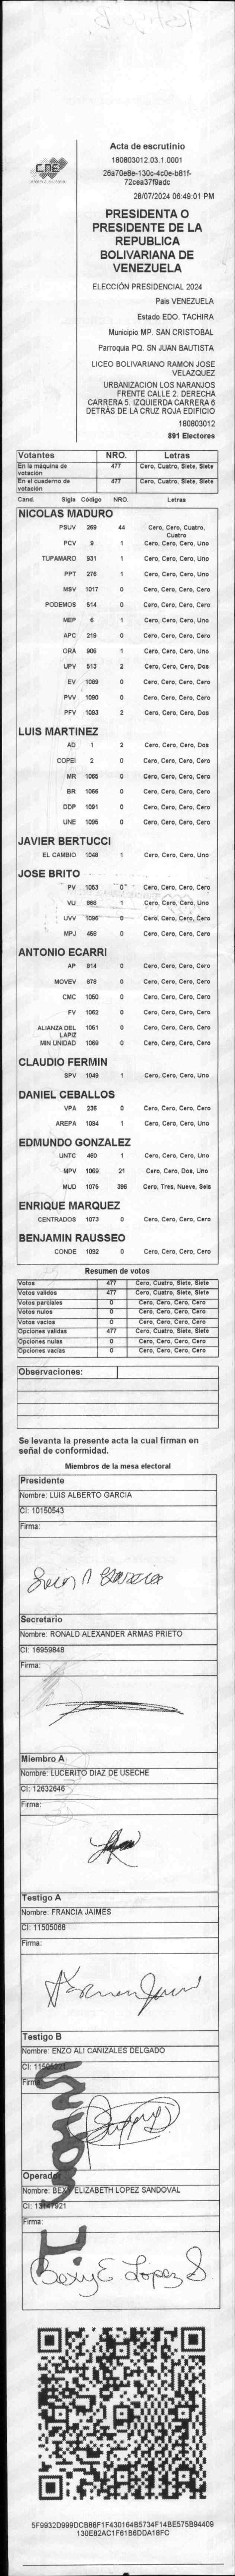 Testigo B.
CNE
Acta de escrutinio
180803012.03.1.0001
26a70e8e-130c-4c0e-b81f-
72cea37f9adc
28/07/2024 06:49:01 PM
PRESIDENTA O
PRESIDENTE DE LA
REPUBLICA
BOLIVARIANA DE
VENEZUELA
ELECCIÓN PRESIDENCIAL 2024
Pais VENEZUELA
Estado EDO. TACHIRA
Municipio MP. SAN CRISTOBAL
Parroquia PQ. SN JUAN BAUTISTA
LICEO BOLIVARIANO RAMON JOSE
VELAZQUEZ
URBANIZACION LOS NARANJOS
FRENTE CALLE 2. DERECHA
CARRERA 5. IZQUIERDA CARRERA 6
DETRÁS DE LA CRUZ ROJA EDIFICIO
180803012
891 Electores
Votantes NRO. Letras
En la máquina de votación 477 Cero, Cuatro, Siete, Siete
En el cuaderno de votación 477 Cero, Cuatro, Siete, Siete
Cand. Sigla Código NRO. Letras
NICOLAS MADURO
PSUV 269 44 Cero, Cero, Cuatro, Cuatro
PCV 9 1 Cero, Cero, Cero, Uno
TUPAMARO 931 1 Cero, Cero, Cero, Uno
PPT 276 1 Cero, Cero, Cero, Uno
MSV 1017 0 Cero, Cero, Cero, Cero
PODEMOS 514 0 Cero, Cero, Cero, Cero
MEP 6 1 Cero, Cero, Cero, Uno
APC 219 0 Cero, Cero, Cero, Cero
ORA 906 1 Cero, Cero, Cero, Uno
UPV 513 2 Cero, Cero, Cero, Dos
EV 1099 0 Cero, Cero, Cero, Cero
PVV 1090 0 Cero, Cero, Cero, Cero
PFV 1093 2 Cero, Cero, Cero, Dos
LUIS MARTINEZ
AD 1 2 Cero, Cero, Cero, Dos
COPEI 2 0 Cero, Cero, Cero, Cero
MR 1065 0 Cero, Cero, Cero, Cero
BR 1066 0 Cero, Cero, Cero, Cero
DDP 1091 0 Cero, Cero, Cero, Cero
UNE 1095 0 Cero, Cero, Cero, Cero
JAVIER BERTUCCI
EL CAMBIO 1048 1 Cero, Cero, Cero, Uno
JOSE BRITO
PV 1053 0 Cero, Cero, Cero, Cero
VU 868 1 Cero, Cero, Cero, Uno
UVV 1096 0 Cero, Cero, Cero, Cero
MPJ 458 0 Cero, Cero, Cero, Cero
ANTONIO ECARRI
AP 914 0 Cero, Cero, Cero, Cero
MOVEV 978 0 Cero, Cero, Cero, Cero
CMC 1050 0 Cero, Cero, Cero, Cero
FV 1062 0 Cero, Cero, Cero, Cero
ALIANZA DEL LAPIZ 1051 0 Cero, Cero, Cero, Cero
MIN UNIDAD 1069 0 Cero, Cero, Cero, Cero
CLAUDIO FERMIN
SPV 1049 1 Cero, Cero, Cero, Uno
DANIEL CEBALLOS
VPA 236 0 Cero, Cero, Cero, Cero
AREPA 1094 1 Cero, Cero, Cero, Uno
EDMUNDO GONZALEZ
UNTC 460 1 Cero, Cero, Cero, Uno
MPV 1069 21 Cero, Cero, Dos, Uno
MUD 1075 396 Cero, Tres, Nueve, Seis
ENRIQUE MARQUEZ
CENTRADOS 1073 0 Cero, Cero, Cero, Cero
BENJAMIN RAUSSEO
CONDE 1092 0 Cero, Cero, Cero, Cero
Resumen de votos
Votos 477 Cero, Cuatro, Siete, Siete
Votos validos 477 Cero, Cuatro, Siete, Siete
Votos parciales 0 Cero, Cero, Cero, Cero
Votos nulos 0 Cero, Cero, Cero, Cero
Votos vacios 0 Cero, Cero, Cero, Cero
Opciones validas 477 Cero, Cuatro, Siete, Siete
Opciones nulas 0 Cero, Cero, Cero, Cero
Opciones vacias 0 Cero, Cero, Cero, Cero
Observaciones:
Se levanta la presente acta la cual firman en
señal de conformidad.
Miembros de la mesa electoral
Presidente
Nombre: LUIS ALBERTO GARCIA
CI: 10150543
Firma:
Luis A Garcia
Secretario
Nombre: RONALD ALEXANDER ARMAS PRIETO
CI: 16959848
Firma:
Miembro A
Nombre: LUCERITO DIAZ DE USECHE
CI: 12632646
Firma:
Testigo A
Nombre: FRANCIA JAIMES
CI: 11505068
Firma:
Testigo B
Nombre: ENZO ALI CAÑIZALES DELGADO
CI:
Firma:
Operador
Nombre: BEXY ELIZABETH LOPEZ SANDOVAL
CI:
Firma:
Bexy E Lopez S.
5F9932D999DCB88F1F430164B5734F14BE575B94409
130E82AC1F61B6DDA18FC